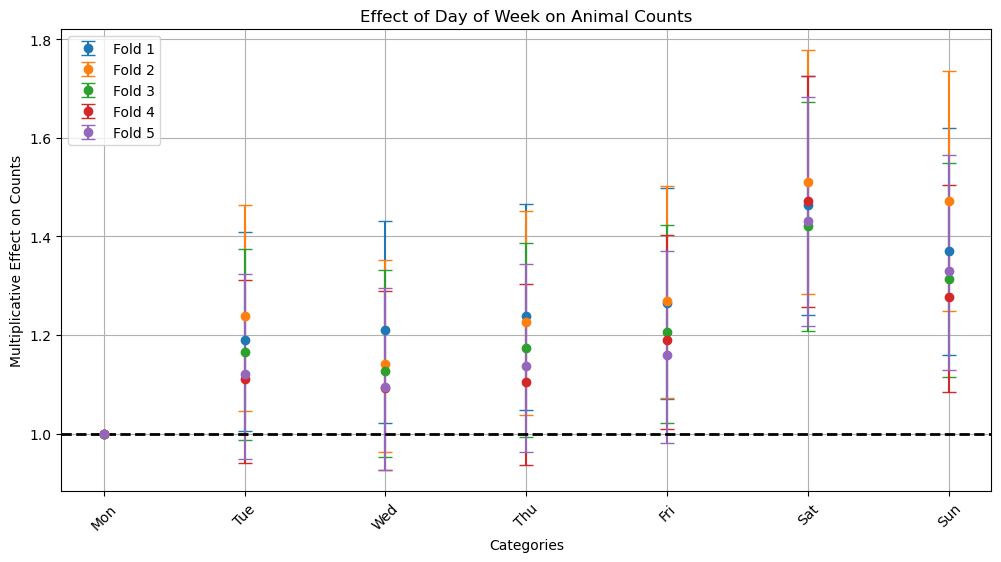 Effect of Day of Week on Animal Counts
Multiplicative Effect on Counts
1.8
1.6
1.4
1.2
1.0
Fold 1
Fold 2
Fold 3
Fold 4
Fold 5
Mon
Tue
Wed
Thu
Fri
Sat
Sun
Categories